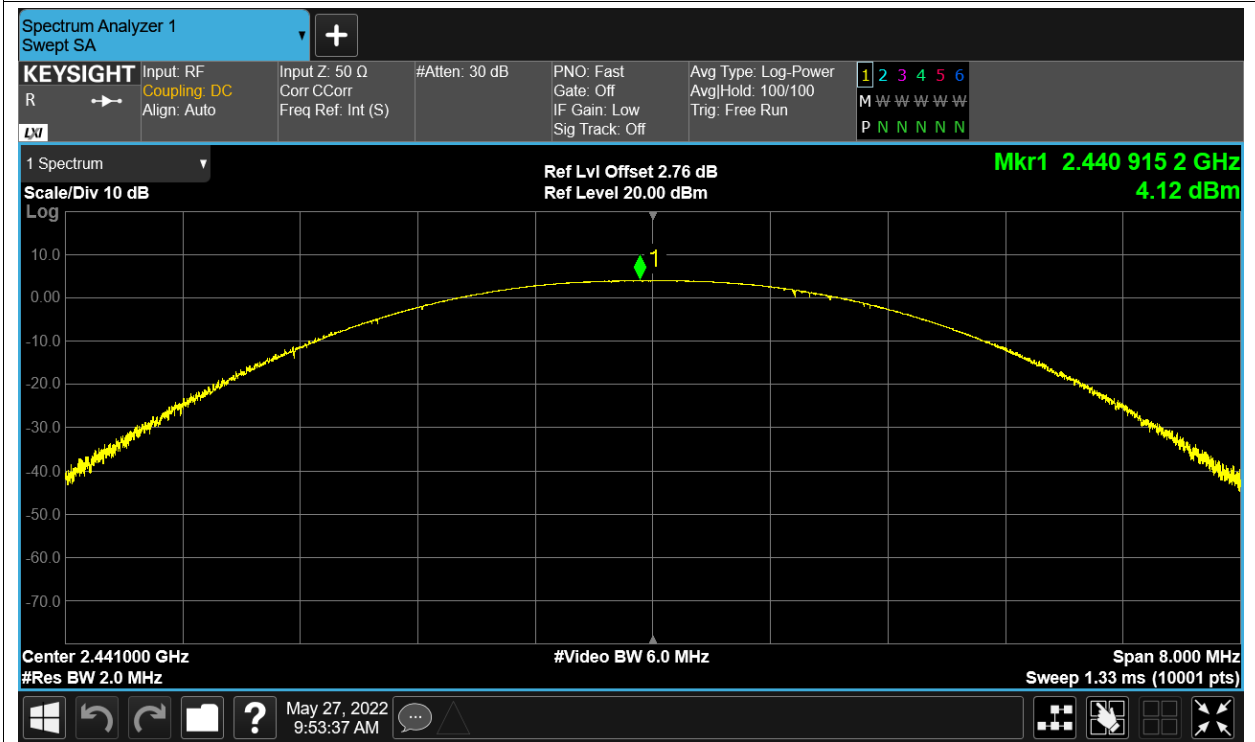 Spectrum Analyzer 1
Swept SA
KEYSIGHT
R
LXI
Input: RF
Coupling: DC
Align: Auto
Input Z: 50 Ω
Corr CCorr
Freq Ref: Int (S)
#Atten: 30 dB
PNO: Fast
Gate: Off
IF Gain: Low
Sig Track: Off
Avg Type: Log-Power
Avg|Hold: 100/100
Trig: Free Run
1 2 3 4 5 6
M W W W W W
P N N N N N
1 Spectrum
Scale/Div 10 dB
Log
Ref Lvl Offset 2.76 dB
Ref Level 20.00 dBm
Mkr1 2.440 915 2 GHz
4.12 dBm
10.0
0.00
-10.0
-20.0
-30.0
-40.0
-50.0
-60.0
-70.0
1
Center 2.441000 GHz
#Res BW 2.0 MHz
#Video BW 6.0 MHz
Span 8.000 MHz
Sweep 1.33 ms (10001 pts)
?
May 27, 2022
9:53:37 AM